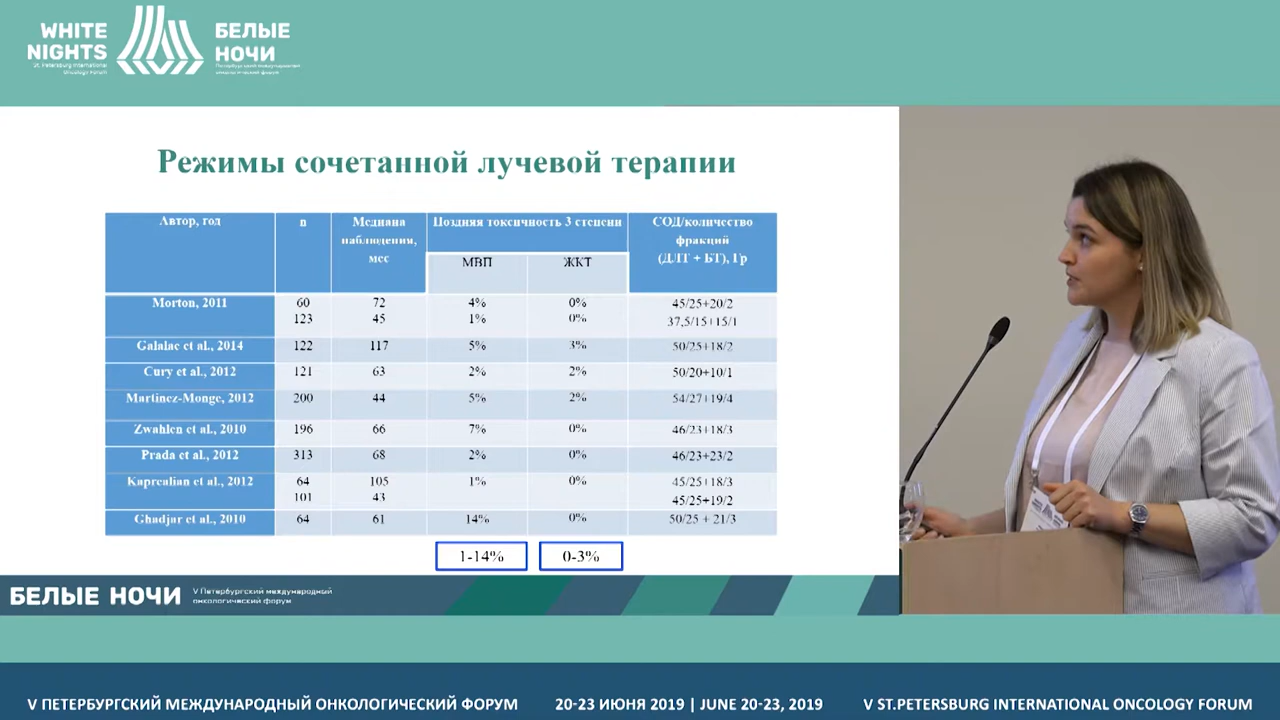 WHITE NIGHTS
St. Petersburg International
Oncology Forum
БЕЛЫЕ НОЧИ
Петербургский международный
онкологический форум
Режимы сочетанной лучевой терапии
Автор, год | n | Медиана наблюдения, мес | Поздняя токсичность 3 степени | СОД/количество фракций (ДЛТ + БТ), Гр
МВП | ЖКТ
Morton, 2011 | 60 | 72 | 4% | 0% | 45/25+20/2
123 | 45 | 1% | 0% | 37,5/15+15/1
Galalae et al., 2014 | 122 | 117 | 5% | 3% | 50/25+18/2
Cury et al., 2012 | 121 | 63 | 2% | 2% | 50/20+10/1
Martinez-Monge, 2012 | 200 | 44 | 5% | 2% | 54/27+19/4
Zwahlen et al., 2010 | 196 | 66 | 7% | 0% | 46/23+18/3
Prada et al., 2012 | 313 | 68 | 2% | 0% | 46/23+23/2
Kaprealian et al., 2012 | 64 | 105 | 1% | 0% | 45/25+18/3
101 | 43 | 45/25+19/2
Ghadjar et al., 2010 | 64 | 61 | 14% | 0% | 50/25 + 21/3
1-14%
0-3%
БЕЛЫЕ НОЧИ
V Петербургский международный
онкологический форум
V ПЕТЕРБУРГСКИЙ МЕЖДУНАРОДНЫЙ ОНКОЛОГИЧЕСКИЙ ФОРУМ
20-23 ИЮНЯ 2019 | JUNE 20-23, 2019
V ST.PETERSBURG INTERNATIONAL ONCOLOGY FORUM